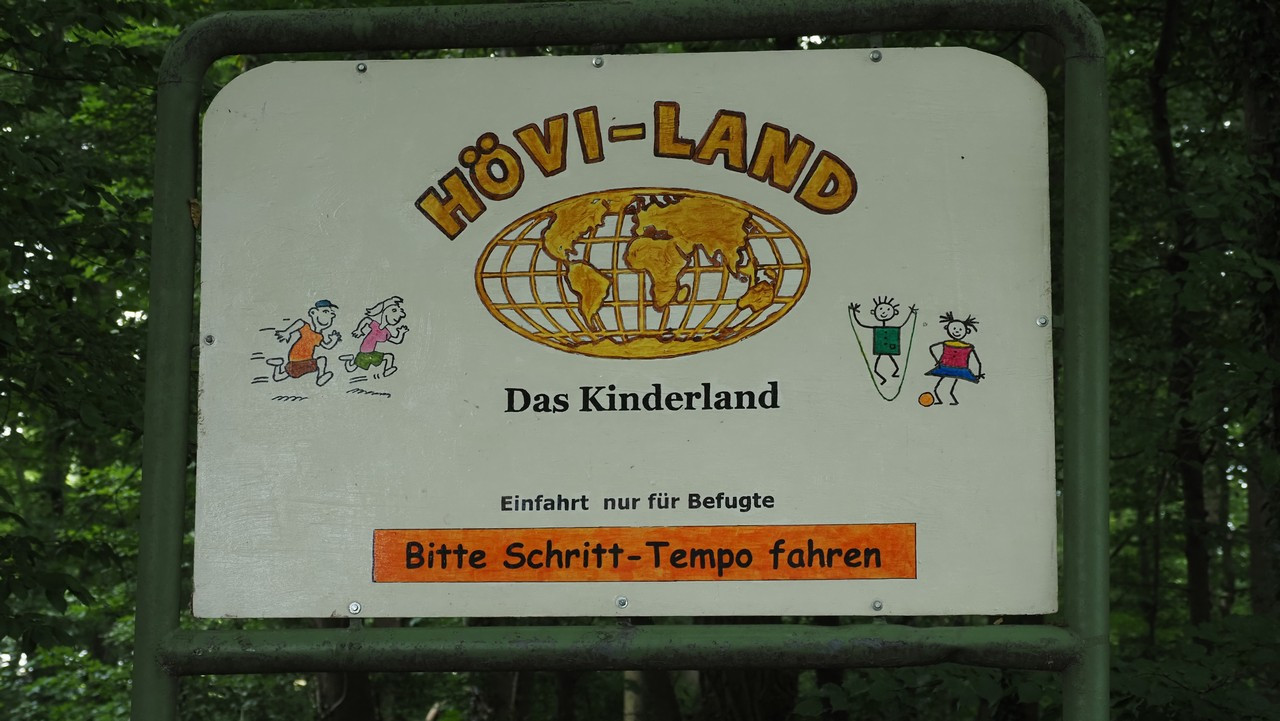 HÖVI-LAND
Das Kinderland
Einfahrt nur für Befugte
Bitte Schritt-Tempo fahren